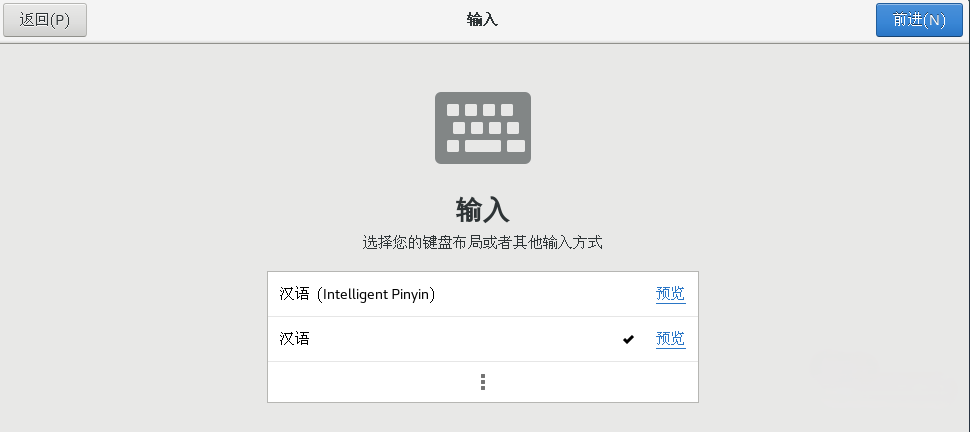 返回(P)
输入
前进(N)
输入
选择您的键盘布局或者其他输入方式
汉语 (Intelligent Pinyin)
预览
汉语
预览